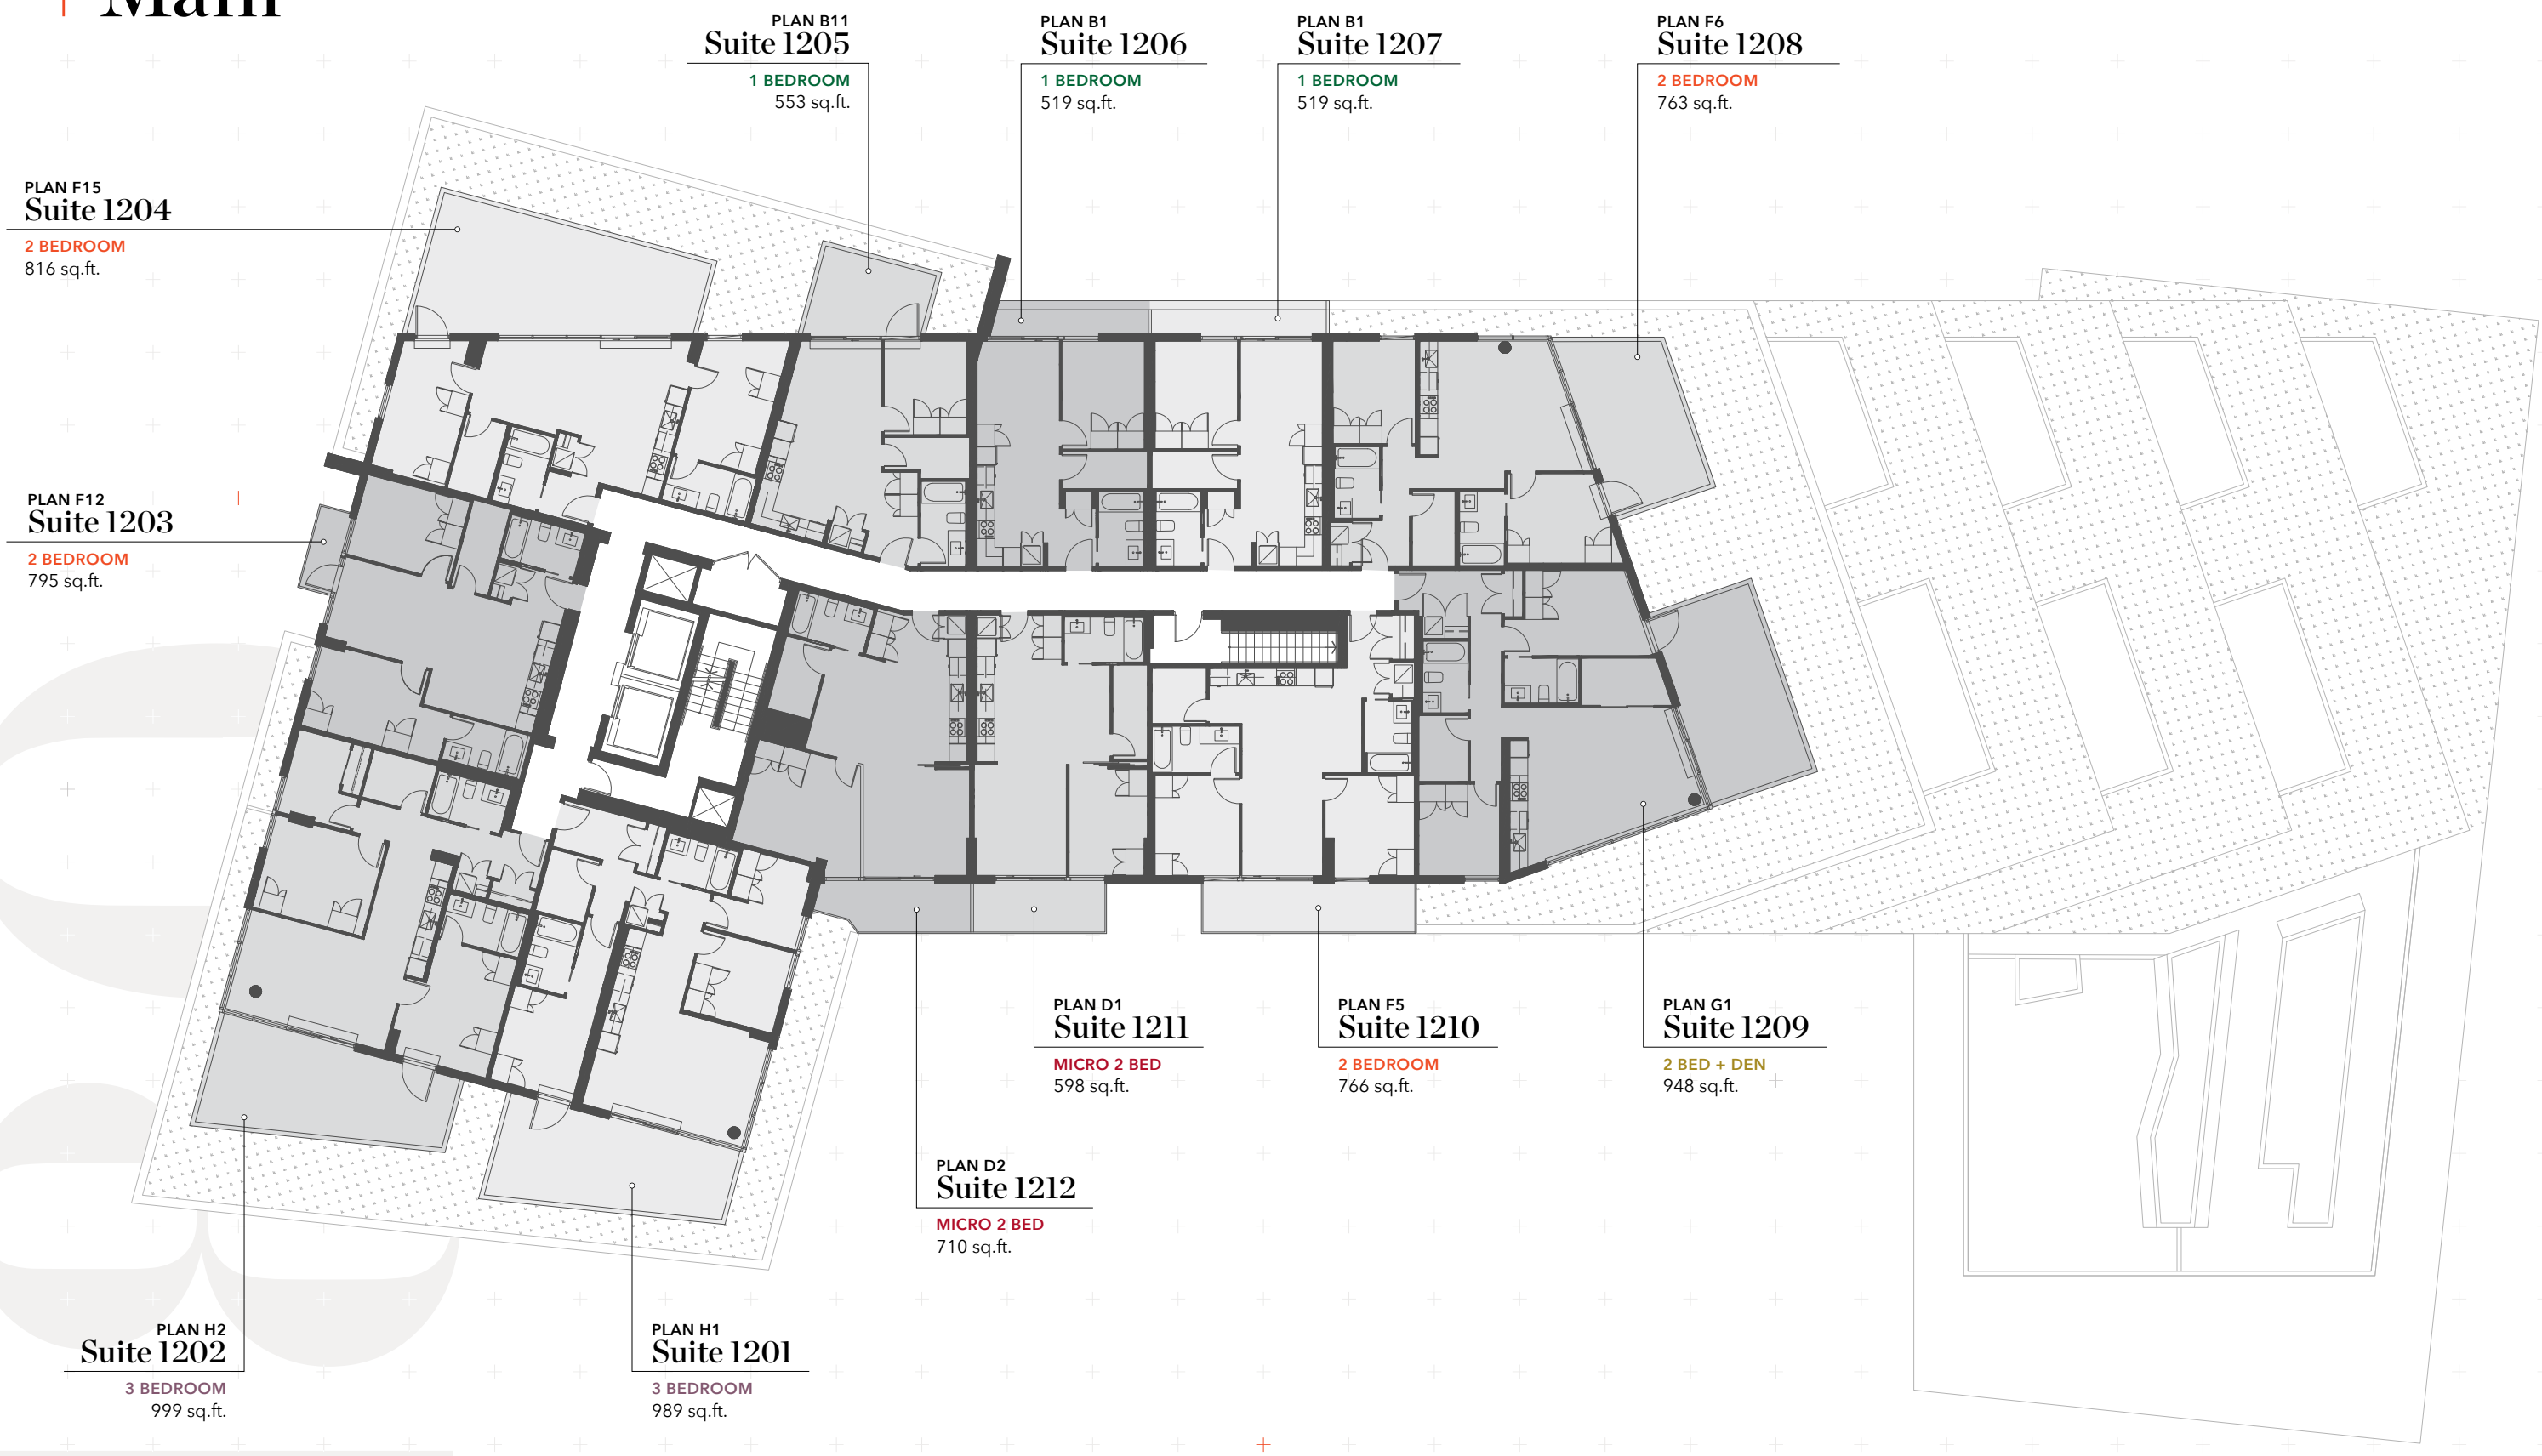 Main
PLAN B11
Suite 1205
1 BEDROOM
553 sq.ft.
PLAN B1
Suite 1206
1 BEDROOM
519 sq.ft.
PLAN B1
Suite 1207
1 BEDROOM
519 sq.ft.
PLAN F6
Suite 1208
2 BEDROOM
763 sq.ft.
PLAN F15
Suite 1204
2 BEDROOM
816 sq.ft.
PLAN F12
Suite 1203
2 BEDROOM
795 sq.ft.
PLAN D1
Suite 1211
MICRO 2 BED
598 sq.ft.
PLAN F5
Suite 1210
2 BEDROOM
766 sq.ft.
PLAN G1
Suite 1209
2 BED + DEN
948 sq.ft.
PLAN D2
Suite 1212
MICRO 2 BED
710 sq.ft.
PLAN H2
Suite 1202
3 BEDROOM
999 sq.ft.
PLAN H1
Suite 1201
3 BEDROOM
989 sq.ft.